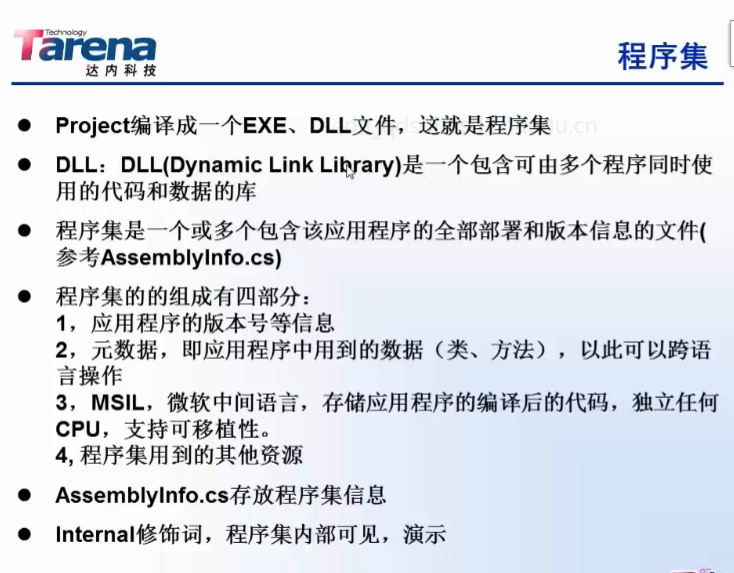 Technology
Tarena
达内科技
程序集
● Project编译成一个EXE、DLL文件，这就是程序集
● DLL：DLL(Dynamic Link Library)是一个包含可由多个程序同时使
用的代码和数据的库
● 程序集是一个或多个包含该应用程序的全部部署和版本信息的文件(
参考AssemblyInfo.cs)
● 程序集的的组成有四部分：
1，应用程序的版本号等信息
2，元数据，即应用程序中用到的数据（类、方法），以此可以跨语
言操作
3，MSIL，微软中间语言，存储应用程序的编译后的代码，独立任何
CPU，支持可移植性。
4, 程序集用到的其他资源
● AssemblyInfo.cs存放程序集信息
● Internal修饰词，程序集内部可见，演示